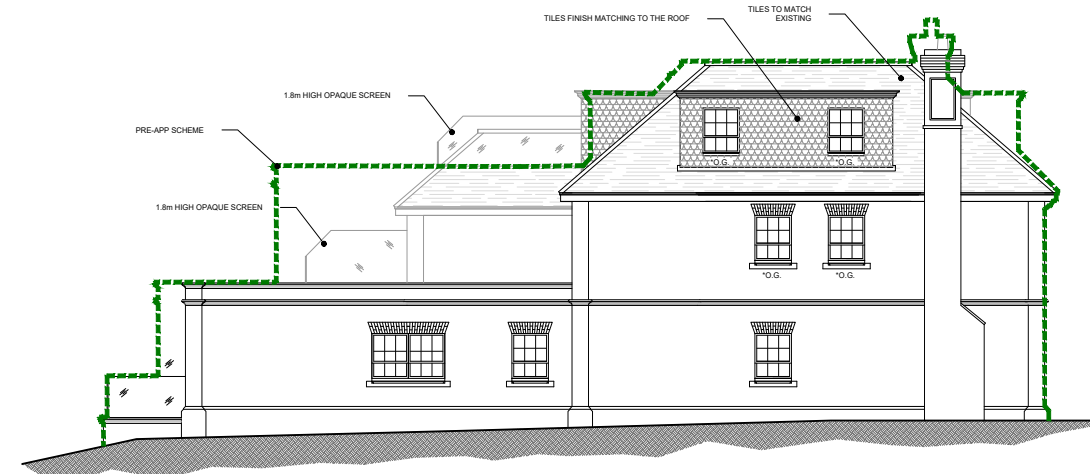 TILES TO MATCH
EXISTING
TILES FINISH MATCHING TO THE ROOF
1.8m HIGH OPAQUE SCREEN
PRE-APP SCHEME
*O.G.
*O.G.
1.8m HIGH OPAQUE SCREEN
*O.G.
*O.G.